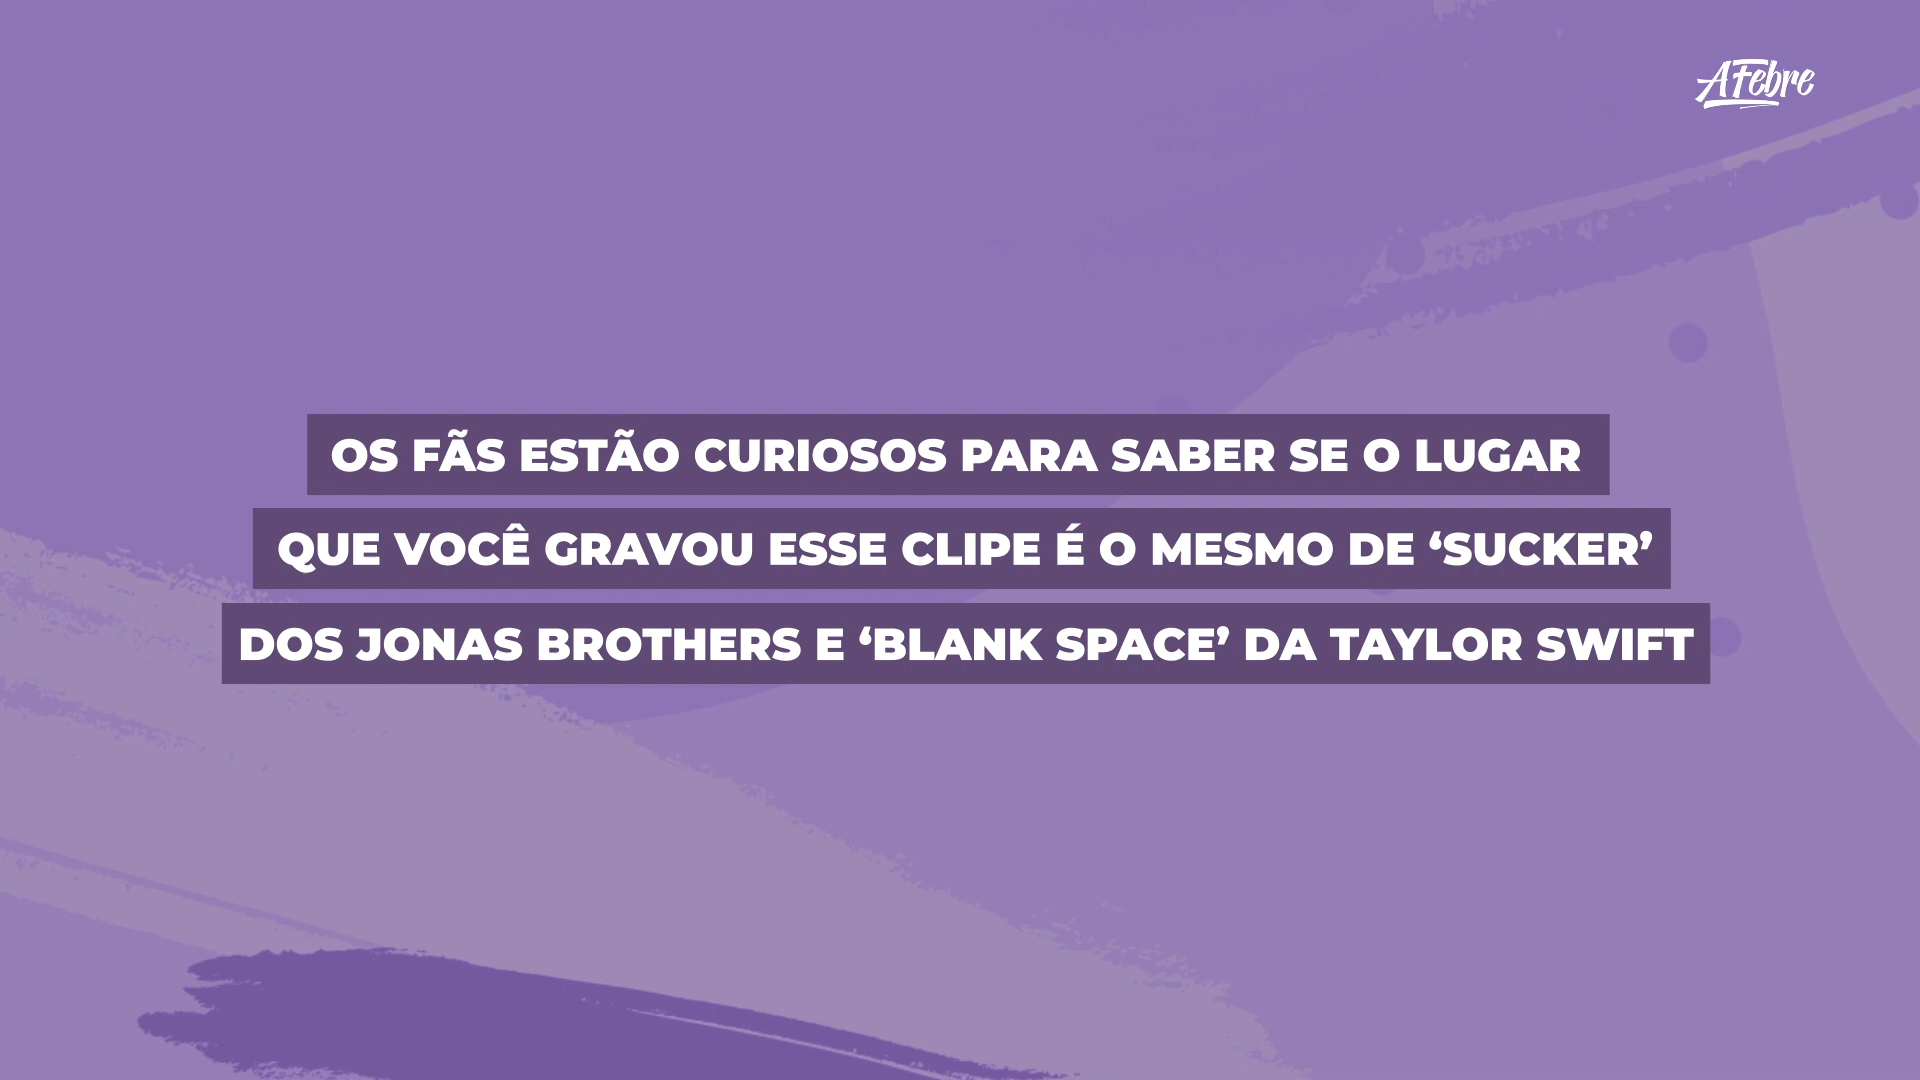 AFebre
OS FÃS ESTÃO CURIOSOS PARA SABER SE O LUGAR
QUE VOCÊ GRAVOU ESSE CLIPE É O MESMO DE ‘SUCKER’
DOS JONAS BROTHERS E ‘BLANK SPACE’ DA TAYLOR SWIFT